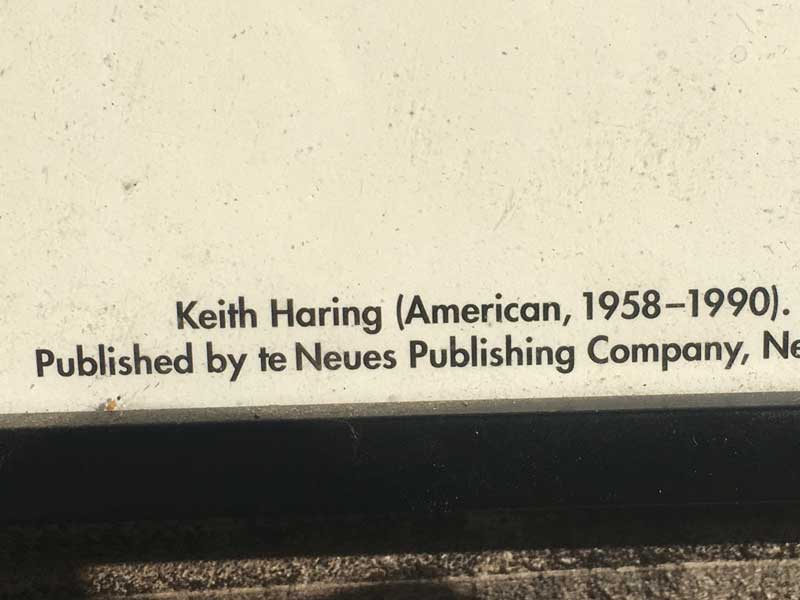 Keith Haring (American, 1958–1990).
Published by te Neues Publishing Company, Ne